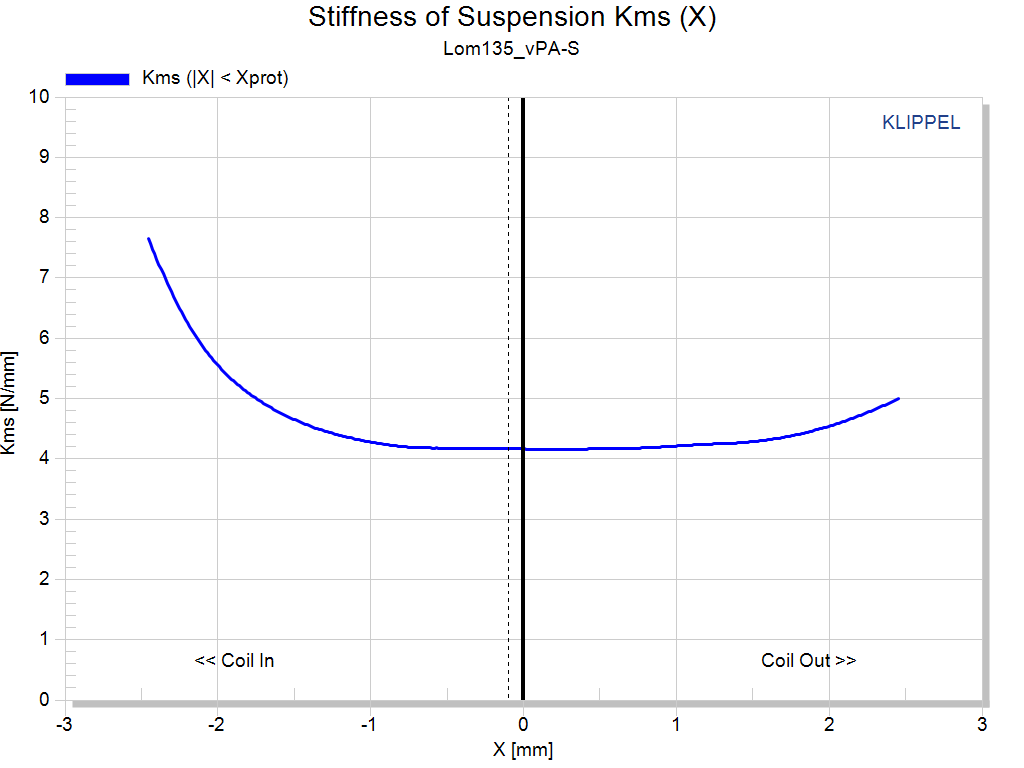 Stiffness of Suspension Kms (X)
Lom135_vPA-S
Kms (|X| < Xprot)
KLIPPEL
10
9
8
7
6
5
4
3
2
1
0
Kms [N/mm]
<< Coil In
Coil Out >>
-3 -2 -1 0 1 2 3
X [mm]